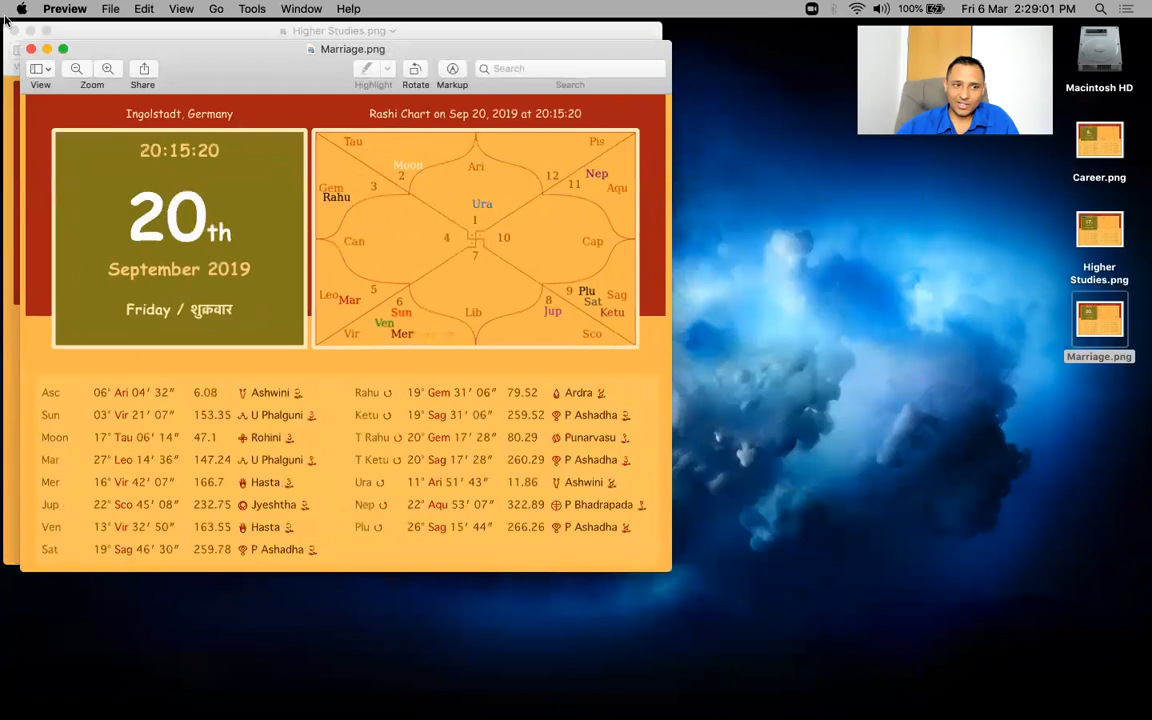 Preview File Edit View Go Tools Window Help
100% Fri 6 Mar 2:29:01 PM
Higher Studies.png
Marriage.png
Search
View Zoom Share Highlight Rotate Markup Search
Ingolstadt, Germany
20:15:20
20th
September 2019
Friday / शुक्रवार
Rashi Chart on Sep 20, 2019 at 20:15:20
Tau Pis
Moon Ari
2 12 Nep
Gem 3 11 Aqu
Rahu Ura
1
Can 4 10 Cap
7
Leo Mar 5 9 Plu Sag
6 8 Sat
Sun Lib Jup Ketu
Ven
Vir Mer Sco
Asc 06° Ari 04' 32" 6.08 Ashwini
Sun 03° Vir 21' 07" 153.35 U Phalguni
Moon 17° Tau 06' 14" 47.1 Rohini
Mar 27° Leo 14' 36" 147.24 U Phalguni
Mer 16° Vir 42' 07" 166.7 Hasta
Jup 22° Sco 45' 08" 232.75 Jyeshtha
Ven 13° Vir 32' 50" 163.55 Hasta
Sat 19° Sag 46' 30" 259.78 P Ashadha
Rahu 19° Gem 31' 06" 79.52 Ardra
Ketu 19° Sag 31' 06" 259.52 P Ashadha
T Rahu 20° Gem 17' 28" 80.29 Punarvasu
T Ketu 20° Sag 17' 28" 260.29 P Ashadha
Ura 11° Ari 51' 43" 11.86 Ashwini
Nep 22° Aqu 53' 07" 322.89 P Bhadrapada
Plu 26° Sag 15' 44" 266.26 P Ashadha
Macintosh HD
Career.png
Higher
Studies.png
Marriage.png